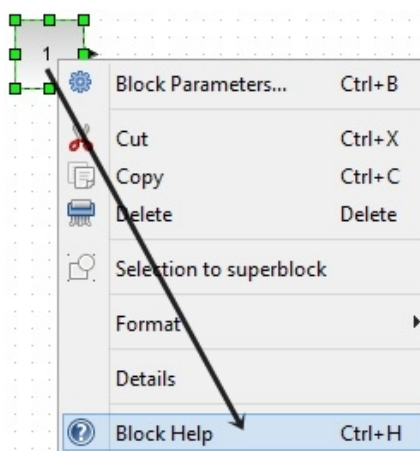 1
Block Parameters... Ctrl+B
Cut Ctrl+X
Copy Ctrl+C
Delete Delete
Selection to superblock
Format
Details
Block Help Ctrl+H